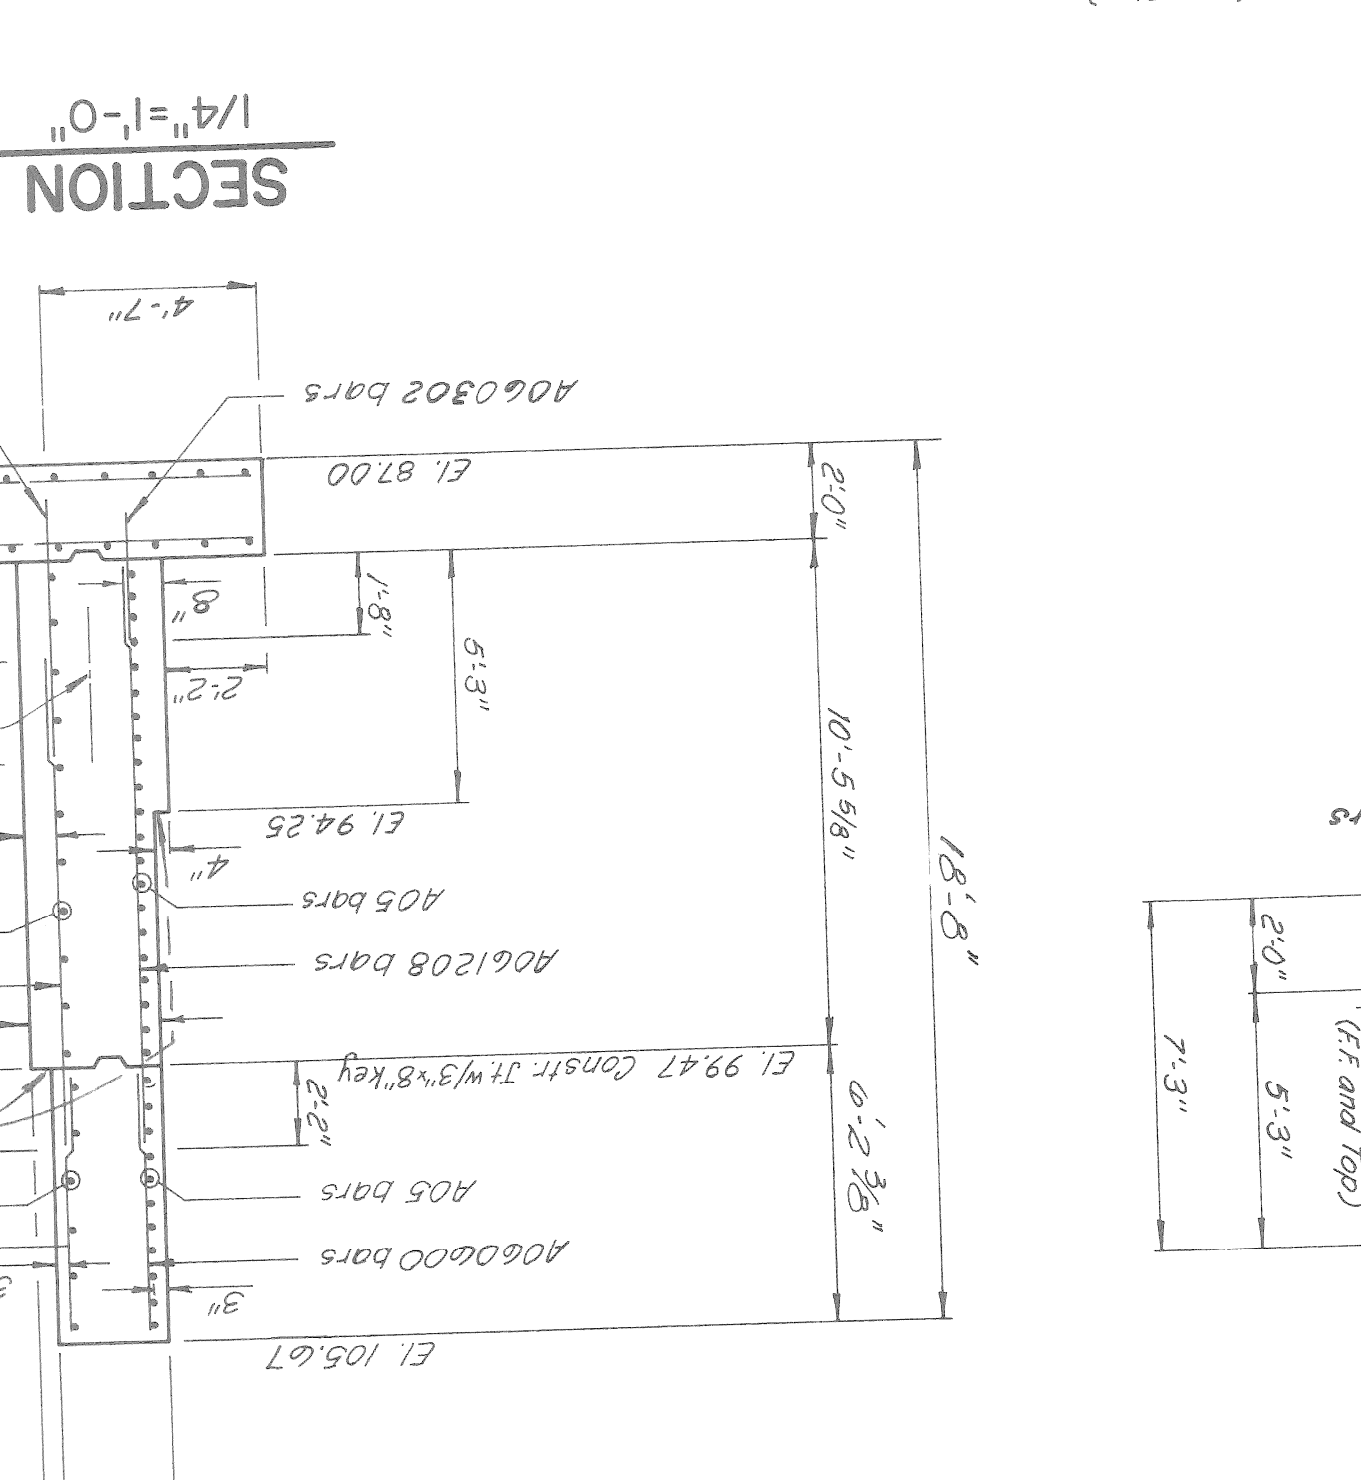 El. 105.67
3"
A060600 bars
A05 bars
2'-2"
6'-2 3/8"
El. 99.47 Constr. Jt. w/3"x8" key
(F.F. and Top)
5'-3"
7'-3"
2'-0"
A061208 bars
A05 bars
18'-8"
4"
El. 94.25
10'-5 5/8"
2'-2"
5'-3"
8"
1'-8"
2'-0"
El. 87.00
A060302 bars
4'-7"
SECTION
1/4"=1'-0"